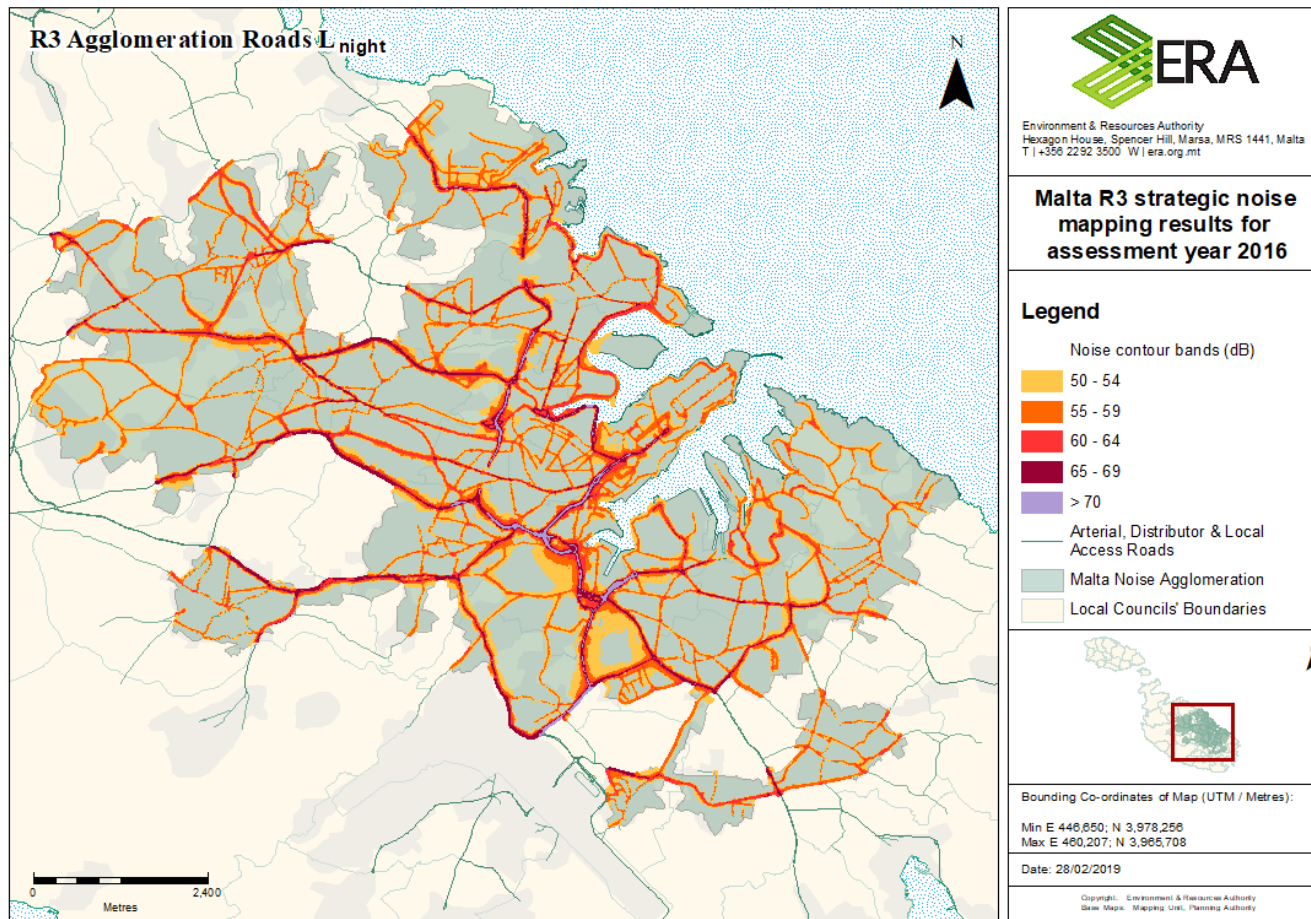 R3 Agglomeration Roads L night
N
0
2,400
Metres
ERA
Environment & Resources Authority
Hexagon House, Spencer Hill, Marsa, MRS 1441, Malta
T | +356 2292 3500 W | era.org.mt
Malta R3 strategic noise
mapping results for
assessment year 2016
Legend
Noise contour bands (dB)
50 - 54
55 - 59
60 - 64
65 - 69
> 70
Arterial, Distributor & Local
Access Roads
Malta Noise Agglomeration
Local Councils' Boundaries
Bounding Co-ordinates of Map (UTM / Metres):
Min E 446,650; N 3,978,256
Max E 460,207; N 3,965,708
Date: 28/02/2019
Copyright: Environment & Resources Authority
Base Maps: Mapping Unit, Planning Authority